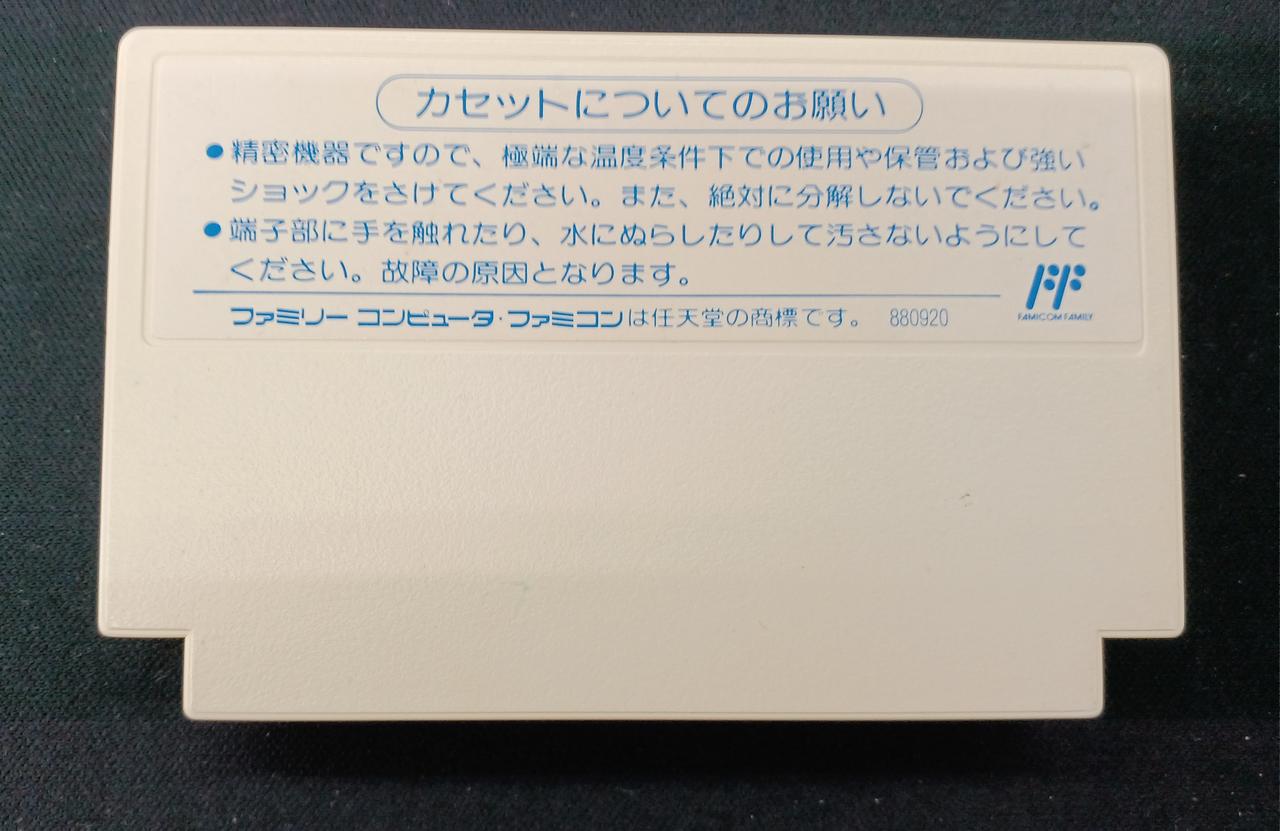 カセットについてのお願い
●精密機器ですので、極端な温度条件下での使用や保管および強い
ショックをさけてください。また、絶対に分解しないでください。
●端子部に手を触れたり、水にぬらしたりして汚さないようにして
ください。故障の原因となります。
ファミリー コンピュータ・ファミコンは任天堂の商標です。 880920
FF
FAMICOM FAMILY